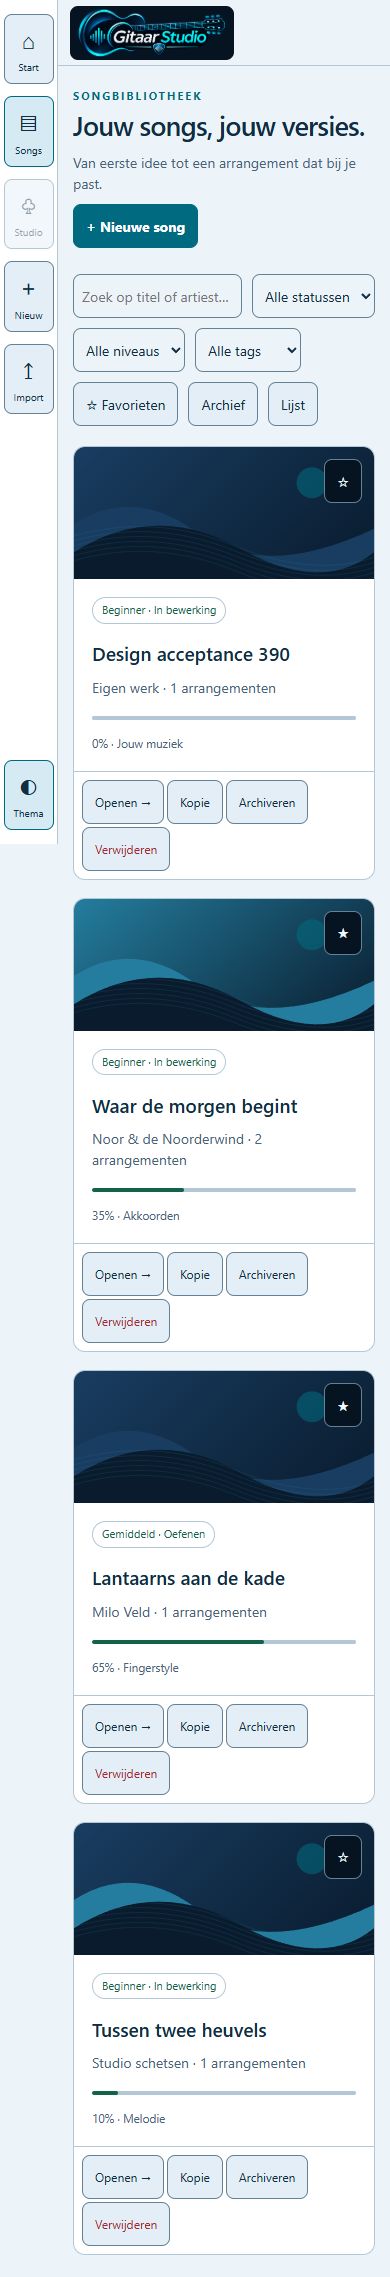 Gitaar Studio
Start
Songs
Studio
Nieuw
Import
Thema
SONGBIBLIOTHEEK
Jouw songs, jouw versies.
Van eerste idee tot een arrangement dat bij je
past.
+ Nieuwe song
Zoek op titel of artiest...
Alle statussen
Alle niveaus
Alle tags
☆ Favorieten
Archief
Lijst
Beginner · In bewerking
Design acceptance 390
Eigen werk · 1 arrangementen
0% · Jouw muziek
Openen →
Kopie
Archiveren
Verwijderen
Beginner · In bewerking
Waar de morgen begint
Noor & de Noorderwind · 2
arrangementen
35% · Akkoorden
Openen →
Kopie
Archiveren
Verwijderen
Gemiddeld · Oefenen
Lantaarns aan de kade
Milo Veld · 1 arrangementen
65% · Fingerstyle
Openen →
Kopie
Archiveren
Verwijderen
Beginner · In bewerking
Tussen twee heuvels
Studio schetsen · 1 arrangementen
10% · Melodie
Openen →
Kopie
Archiveren
Verwijderen